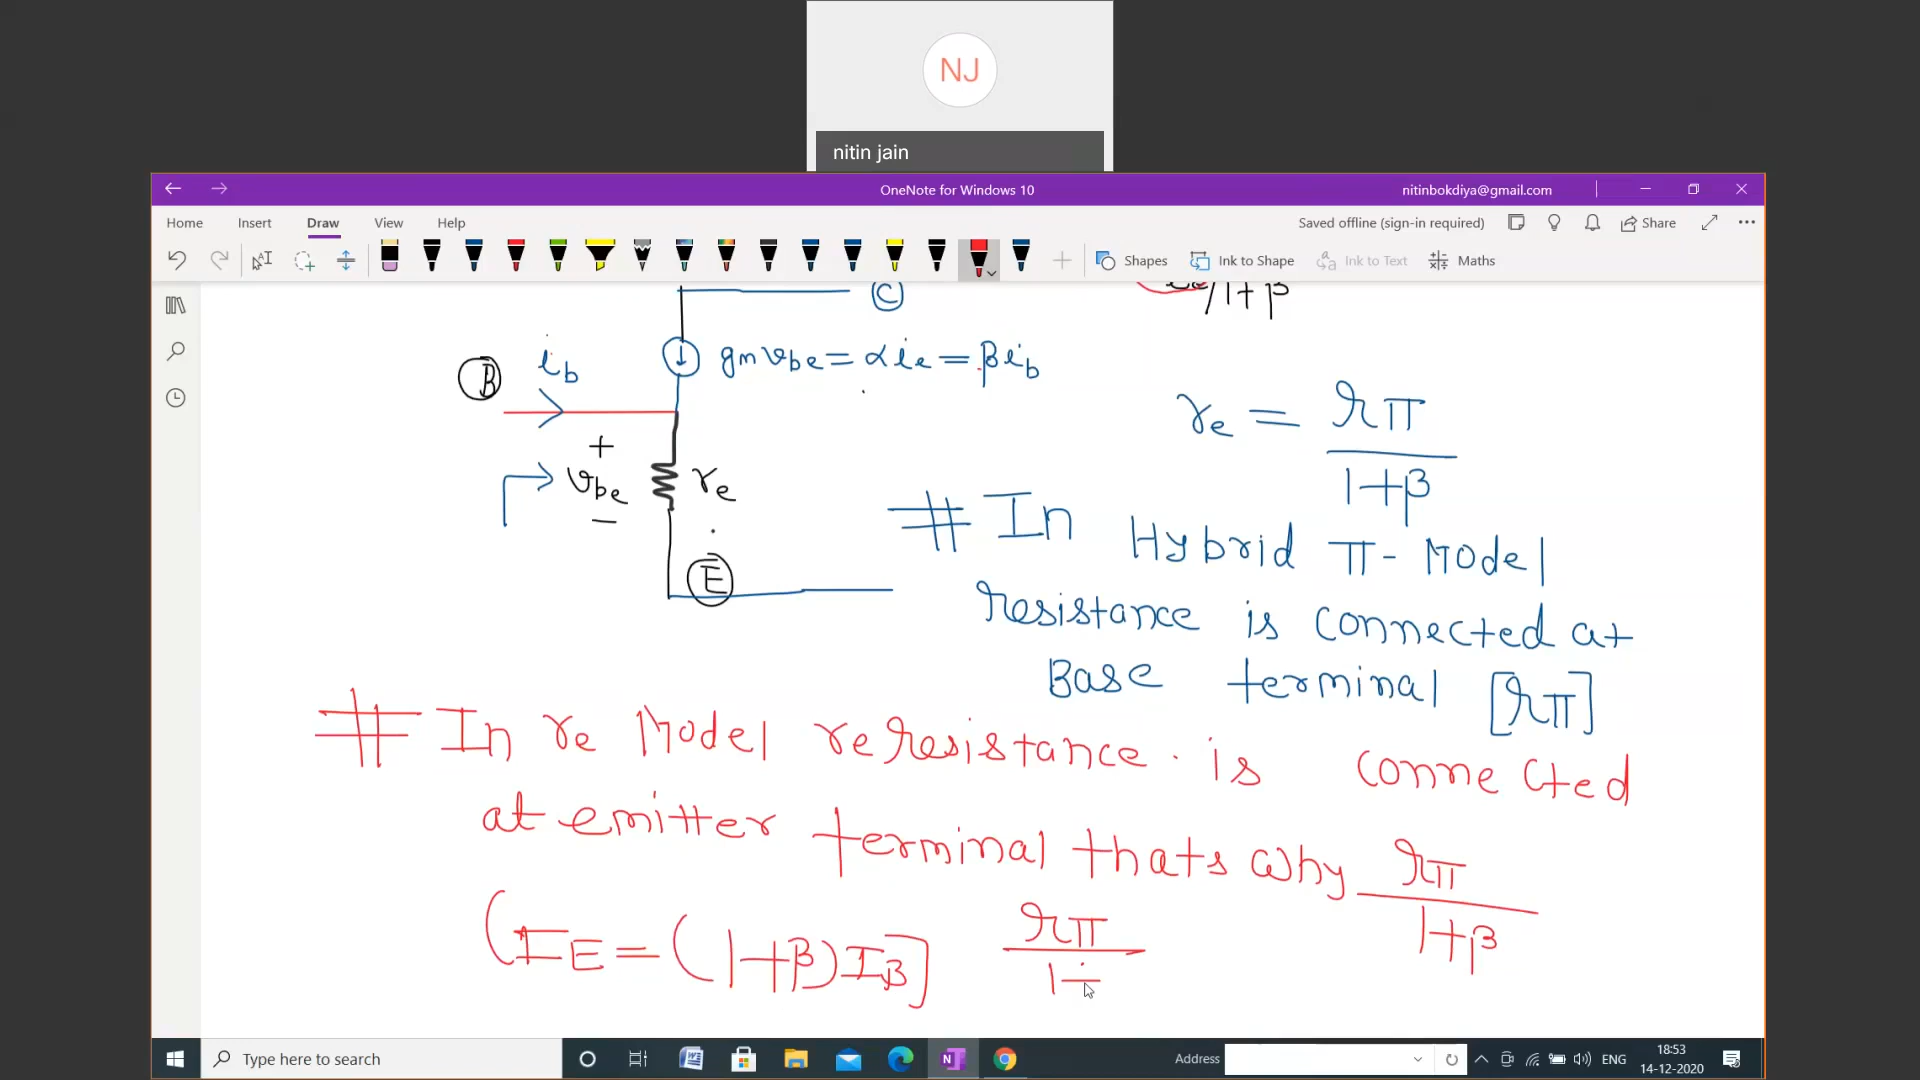 NJ
nitin jain
OneNote for Windows 10
nitinbokdiya@gmail.com
Home Insert Draw View Help
Saved offline (sign-in required)
Share
Shapes
Ink to Shape
Ink to Text
Maths
C
/1+β
B
ib
gmvbe = αie = βib
re = rπ
1+β
+
vbe
−
re
E
# In Hybrid π- Model
resistance is connected at
Base terminal [rπ]
# In re Model re resistance is connected
at emitter terminal thats why rπ
1+β
(IE = (1+β)IB]
rπ
1+
Type here to search
Address
ENG
18:53
14-12-2020